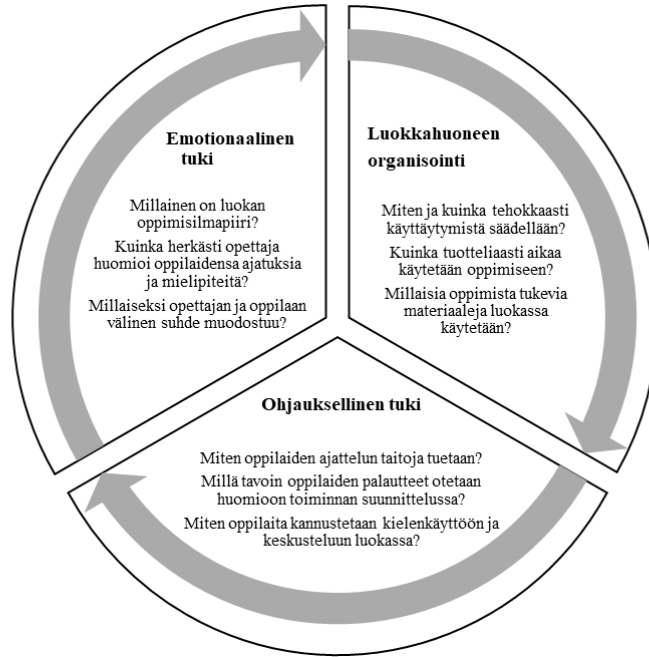 Emotionaalinen
tuki
Millainen on luokan
oppimisilmapiiri?
Kuinka herkästi opettaja
huomioi oppilaidensa ajatuksia
ja mielipiteitä?
Millaiseksi opettajan ja oppilaan
välinen suhde muodostuu?
Luokkahuoneen
organisointi
Miten ja kuinka tehokkaasti
käyttäytymistä säädellään?
Kuinka tuotteliaasti aikaa
käytetään oppimiseen?
Millaisia oppimista tukevia
materiaaleja luokassa
käytetään?
Ohjauksellinen tuki
Miten oppilaiden ajattelun taitoja tuetaan?
Millä tavoin oppilaiden palautteet otetaan
huomioon toiminnan suunnittelussa?
Miten oppilaita kannustetaan kielenkäyttöön ja
keskusteluun luokassa?